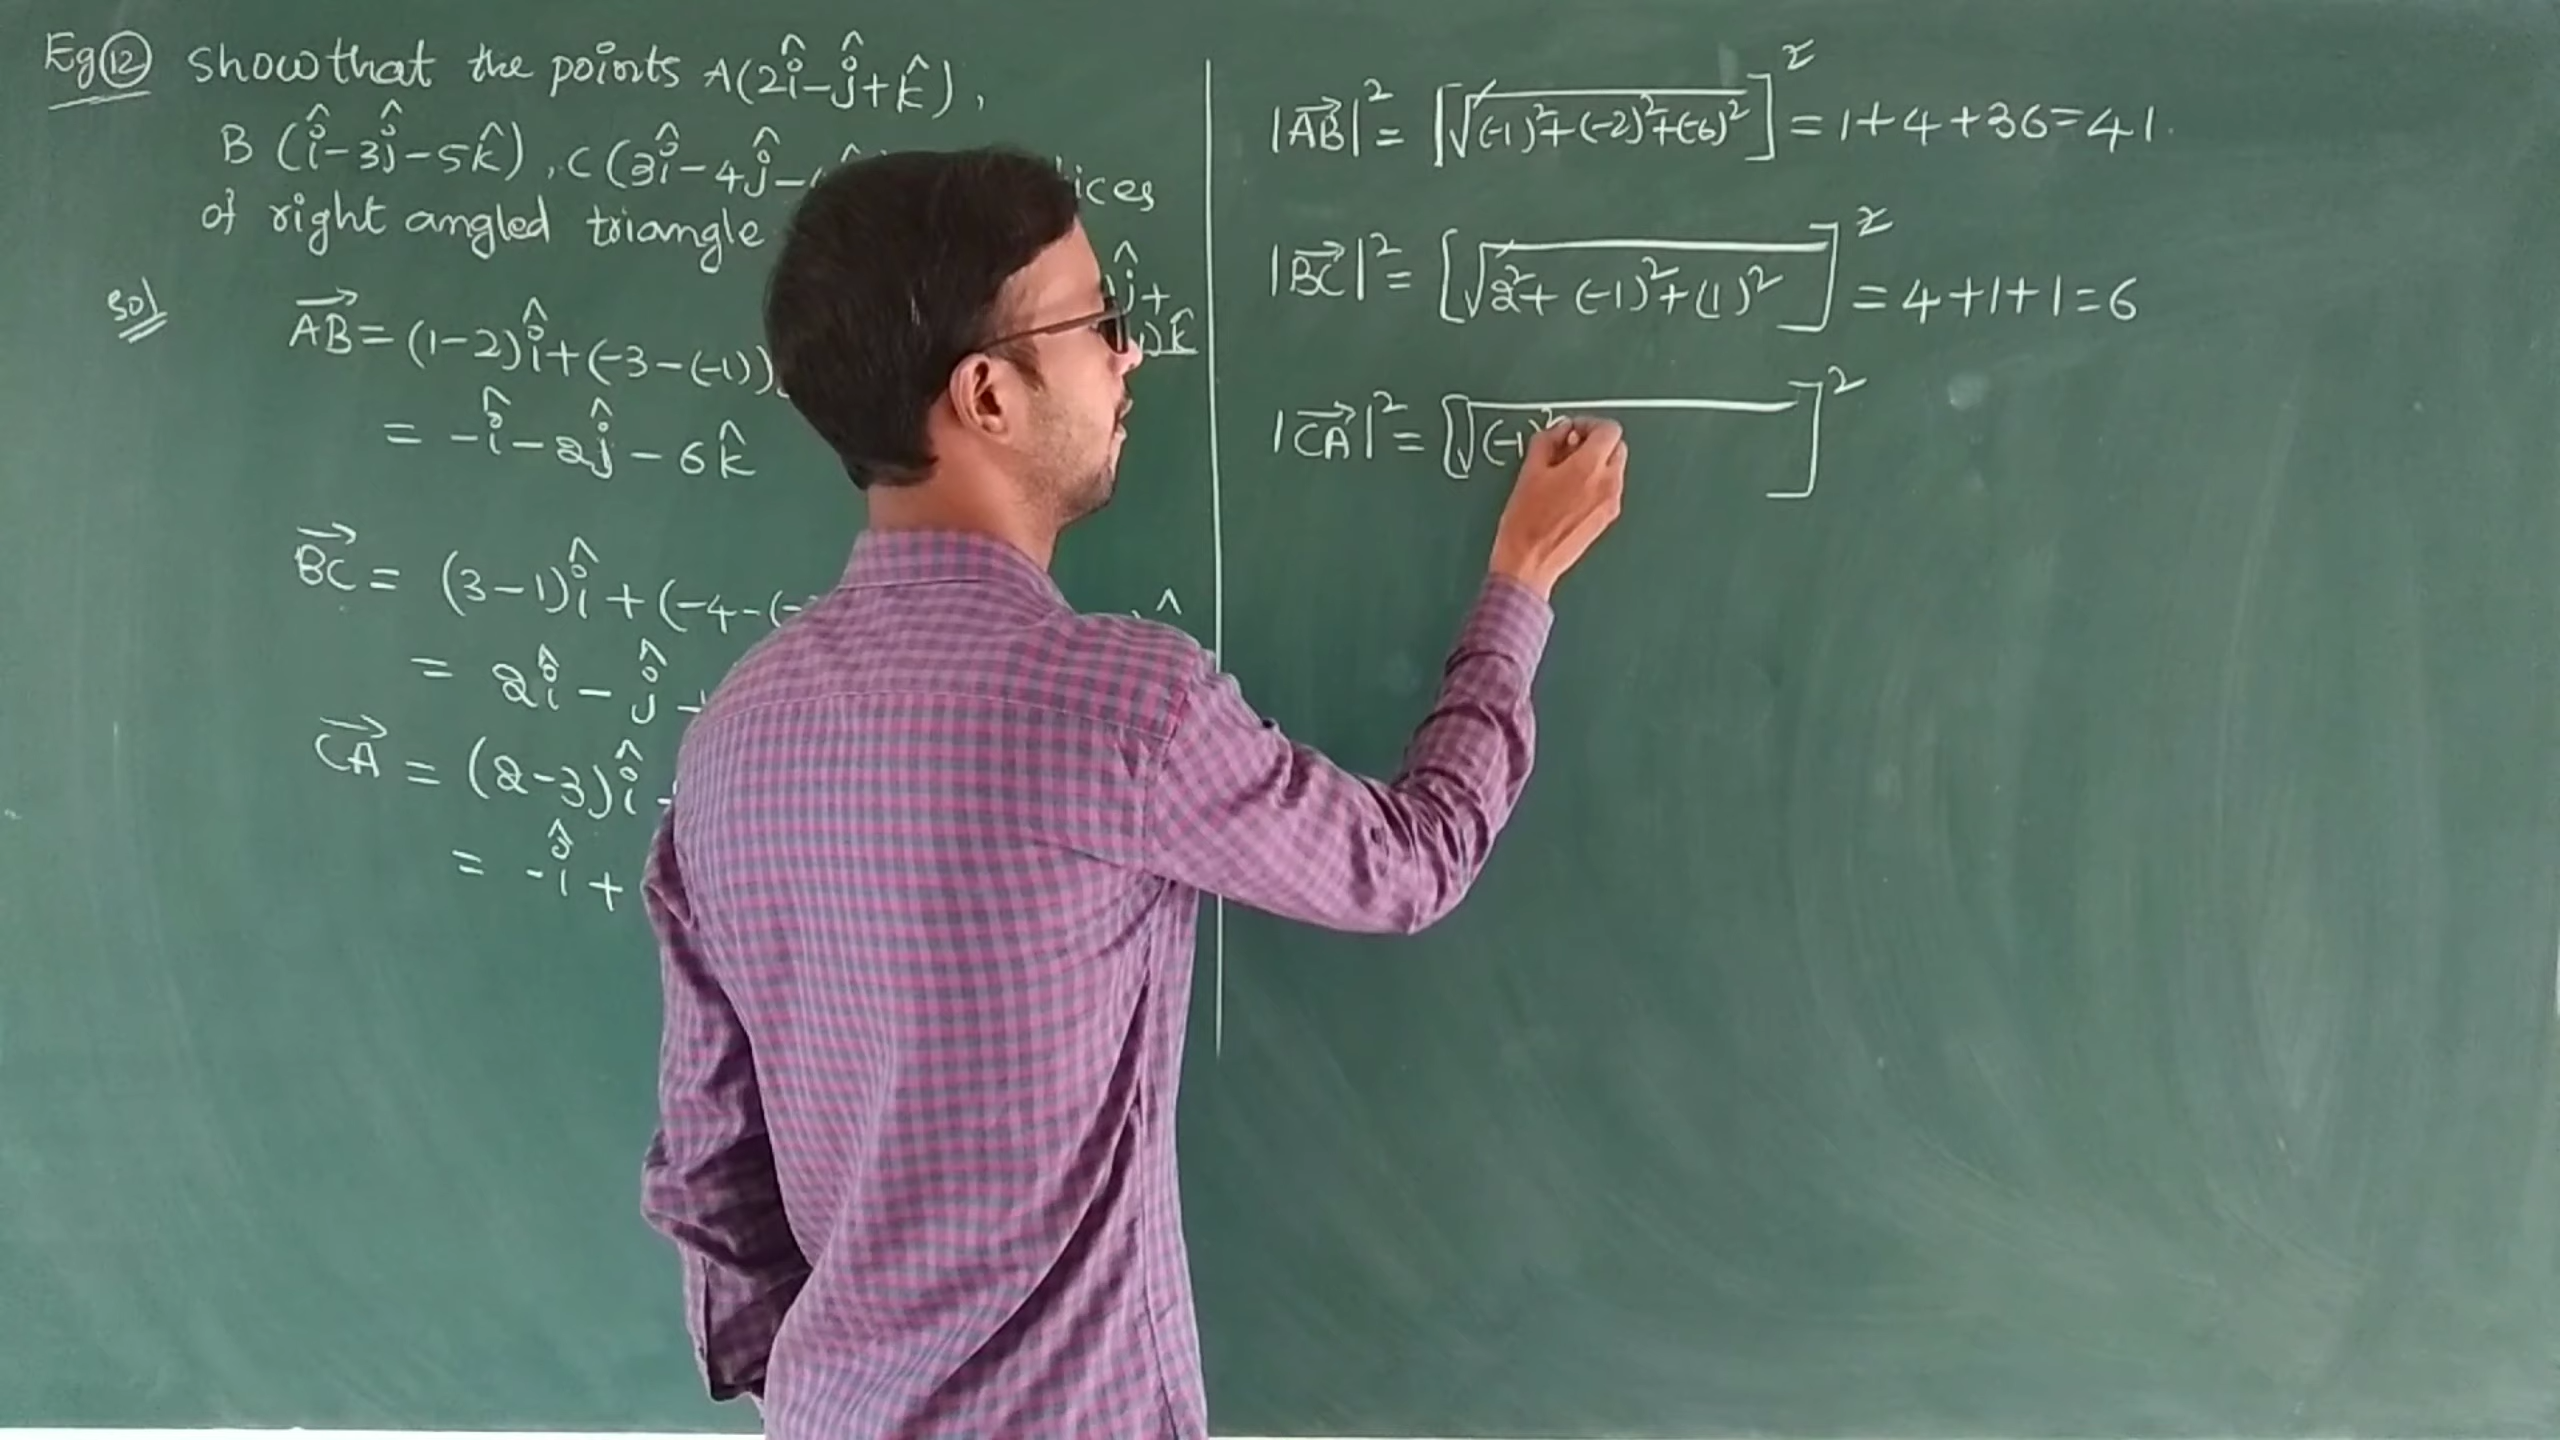 Eg⑫ Show that the points A(2î-ĵ+k̂),
B (î-3ĵ-5k̂), C(3î-4ĵ-
of right angled triangle
Sol
→AB = (1-2)î+(-3-(-1))
= -î-2ĵ-6k̂
→BC = (3-1)î+(-4-(-
= 2î-ĵ+
→CA = (2-3)î+
= -î+
|→AB|² = [√(-1)²+(-2)²+(-6)²]² = 1+4+36=41.
|→BC|² = [√2²+(-1)²+(1)²]² = 4+1+1=6
|→CA|² = [√(-1)² ]²